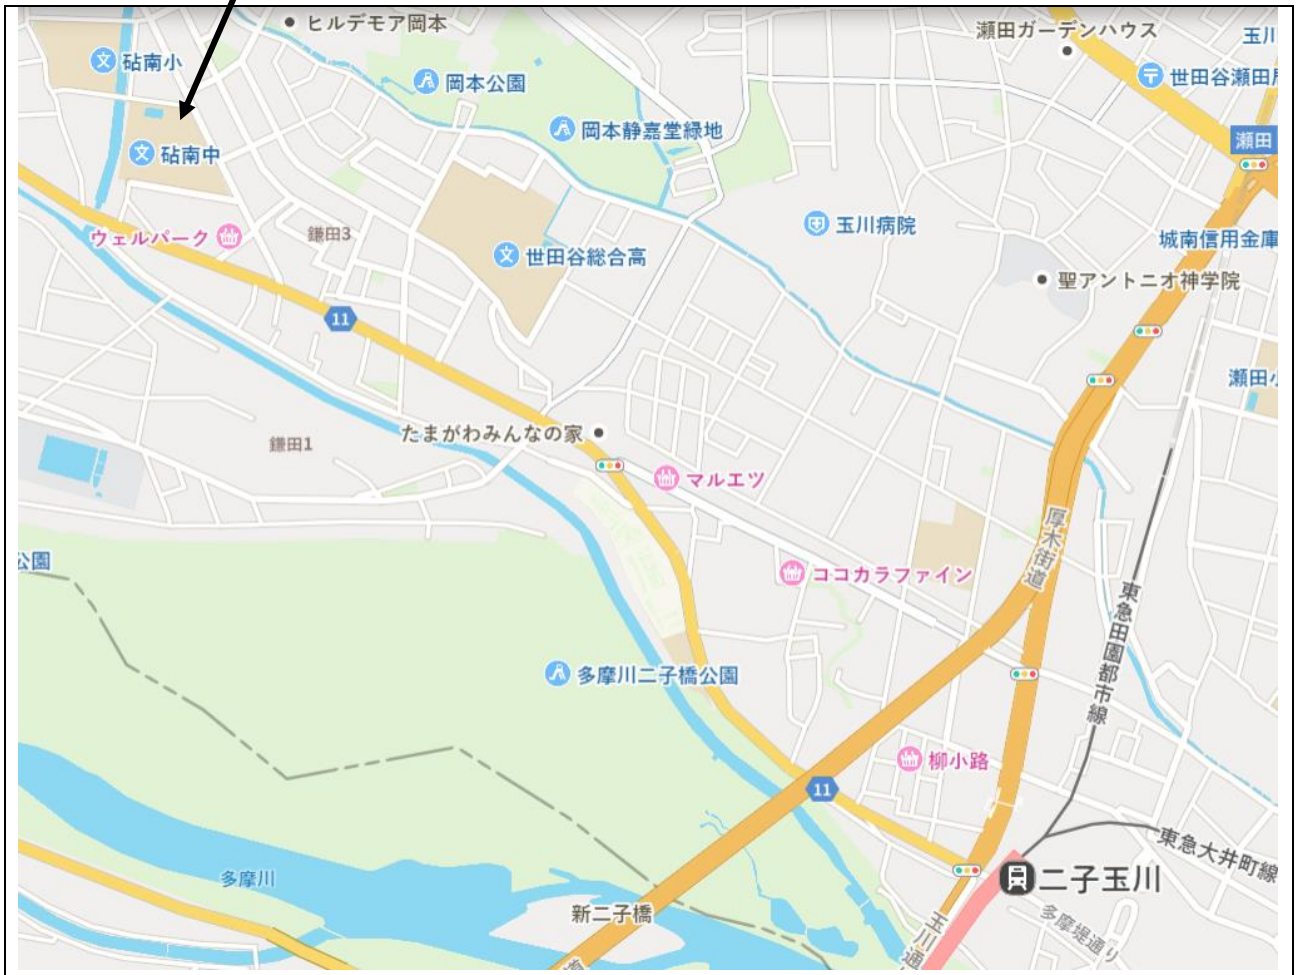 ヒルデモア岡本
瀬田ガーデンハウス
玉川
砧南小
岡本公園
世田谷瀬田
岡本静嘉堂緑地
瀬田
砧南中
ウェルパーク
鎌田3
玉川病院
城南信用金庫
世田谷総合高
聖アントニオ神学院
11
瀬田小
たまがわみんなの家
鎌田1
マルエツ
厚木街道
公園
ココカラファイン
東急田園都市線
多摩川二子橋公園
柳小路
11
東急大井町線
多摩川
二子玉川
新二子橋
多摩堤通り
玉川通